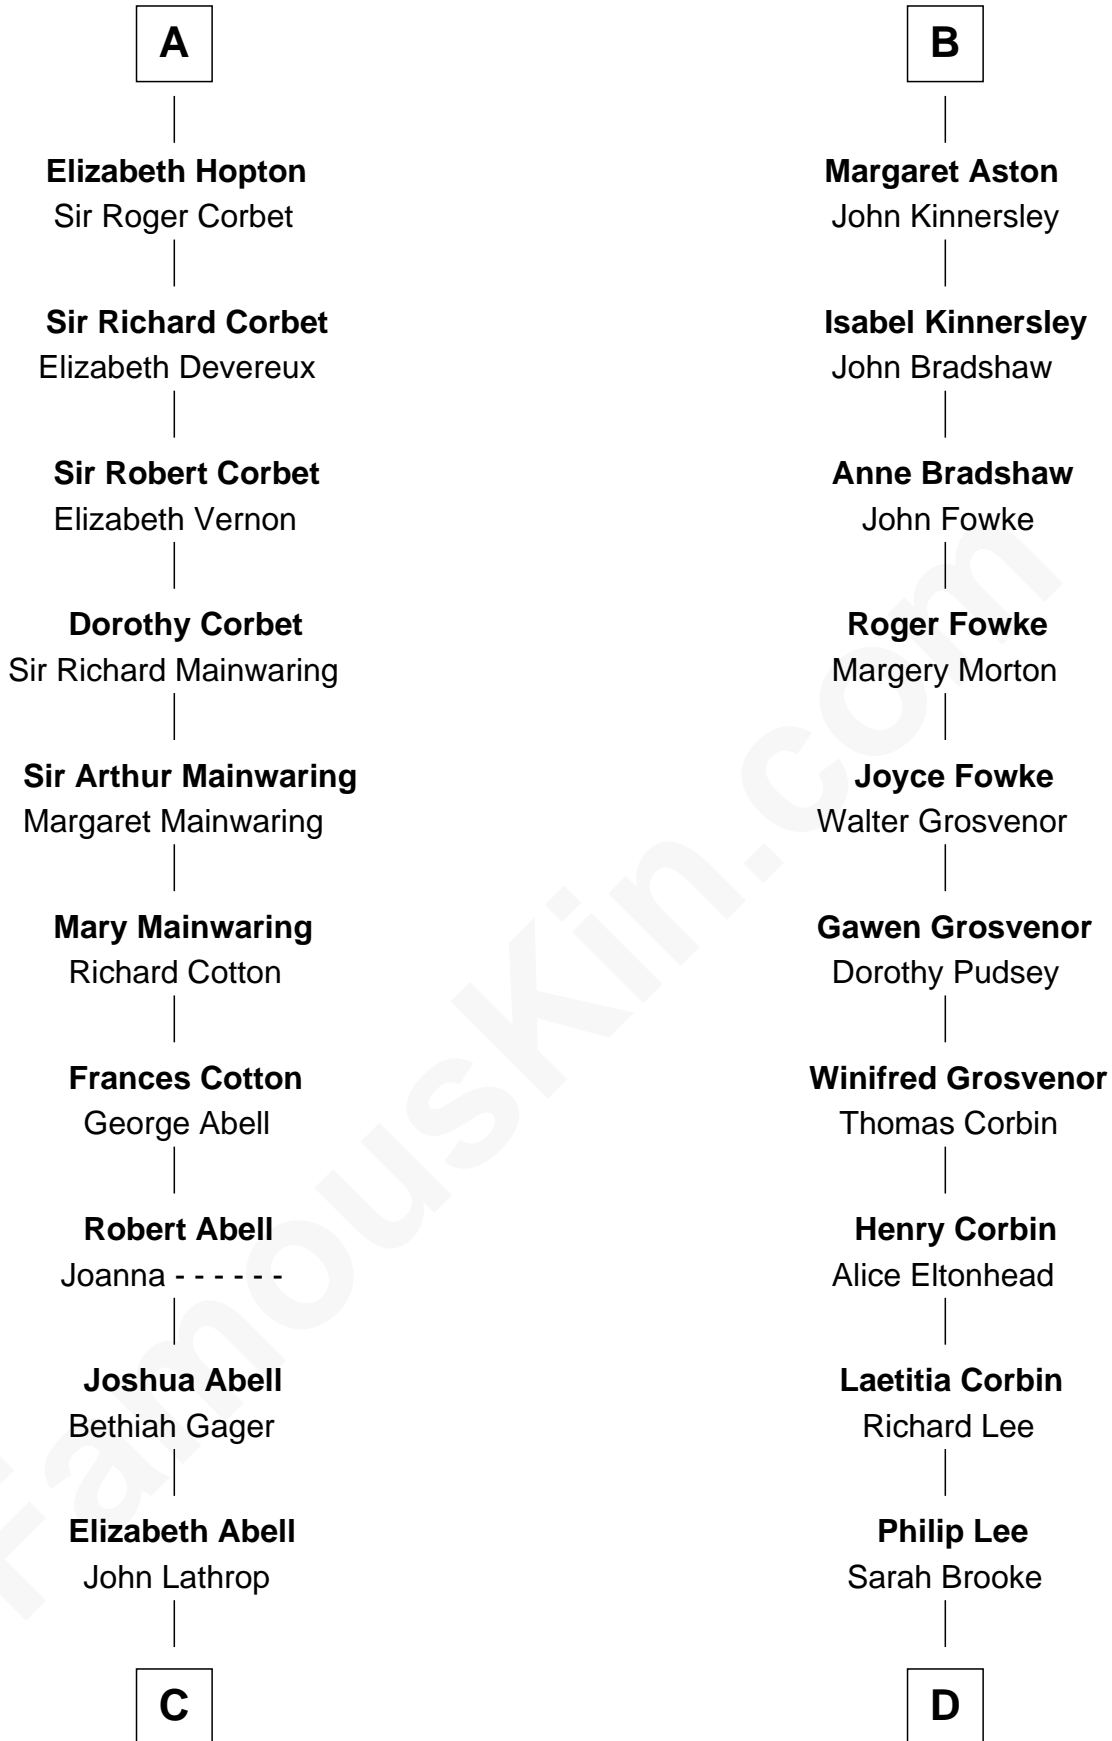 A
Elizabeth Hopton
Sir Roger Corbet
Sir Richard Corbet
Elizabeth Devereux
Sir Robert Corbet
Elizabeth Vernon
Dorothy Corbet
Sir Richard Mainwaring
Sir Arthur Mainwaring
Margaret Mainwaring
Mary Mainwaring
Richard Cotton
Frances Cotton
George Abell
Robert Abell
Joanna - - - - - -
Joshua Abell
Bethiah Gager
Elizabeth Abell
John Lathrop
C
B
Margaret Aston
John Kinnersley
Isabel Kinnersley
John Bradshaw
Anne Bradshaw
John Fowke
Roger Fowke
Margery Morton
Joyce Fowke
Walter Grosvenor
Gawen Grosvenor
Dorothy Pudsey
Winifred Grosvenor
Thomas Corbin
Henry Corbin
Alice Eltonhead
Laetitia Corbin
Richard Lee
Philip Lee
Sarah Brooke
D
FamousKin.com